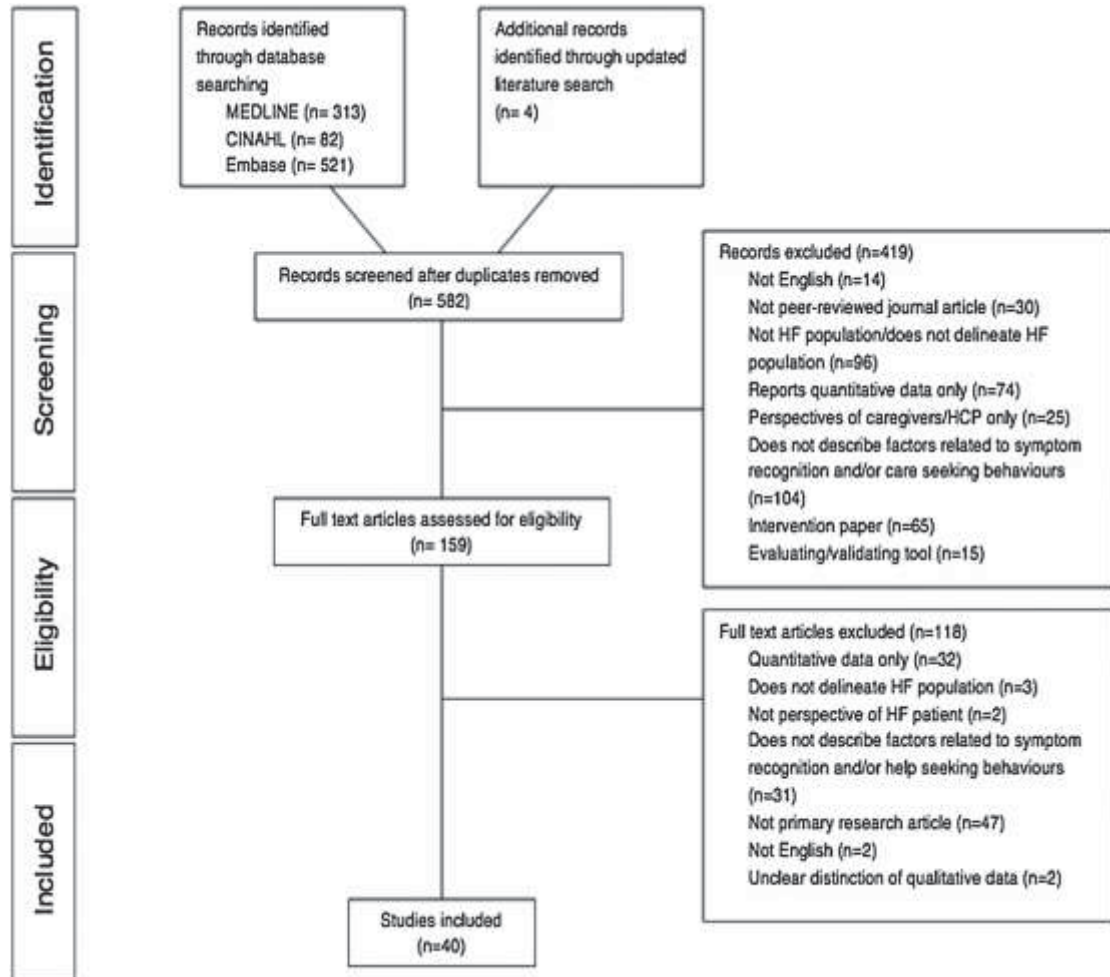 Identification
Records identified
through database
searching
MEDLINE (n= 313)
CINAHL (n= 82)
Embase (n= 521)
Additional records
identified through updated
literature search
(n= 4)
Screening
Records screened after duplicates removed
(n= 582)
Records excluded (n=419)
Not English (n=14)
Not peer-reviewed journal article (n=30)
Not HF population/does not delineate HF
population (n=96)
Reports quantitative data only (n=74)
Perspectives of caregivers/HCP only (n=25)
Does not describe factors related to symptom
recognition and/or care seeking behaviours
(n=104)
Intervention paper (n=65)
Evaluating/validating tool (n=15)
Eligibility
Full text articles assessed for eligibility
(n= 159)
Full text articles excluded (n=118)
Quantitative data only (n=32)
Does not delineate HF population (n=3)
Not perspective of HF patient (n=2)
Does not describe factors related to symptom
recognition and/or help seeking behaviours
(n=31)
Not primary research article (n=47)
Not English (n=2)
Unclear distinction of qualitative data (n=2)
Included
Studies included
(n=40)